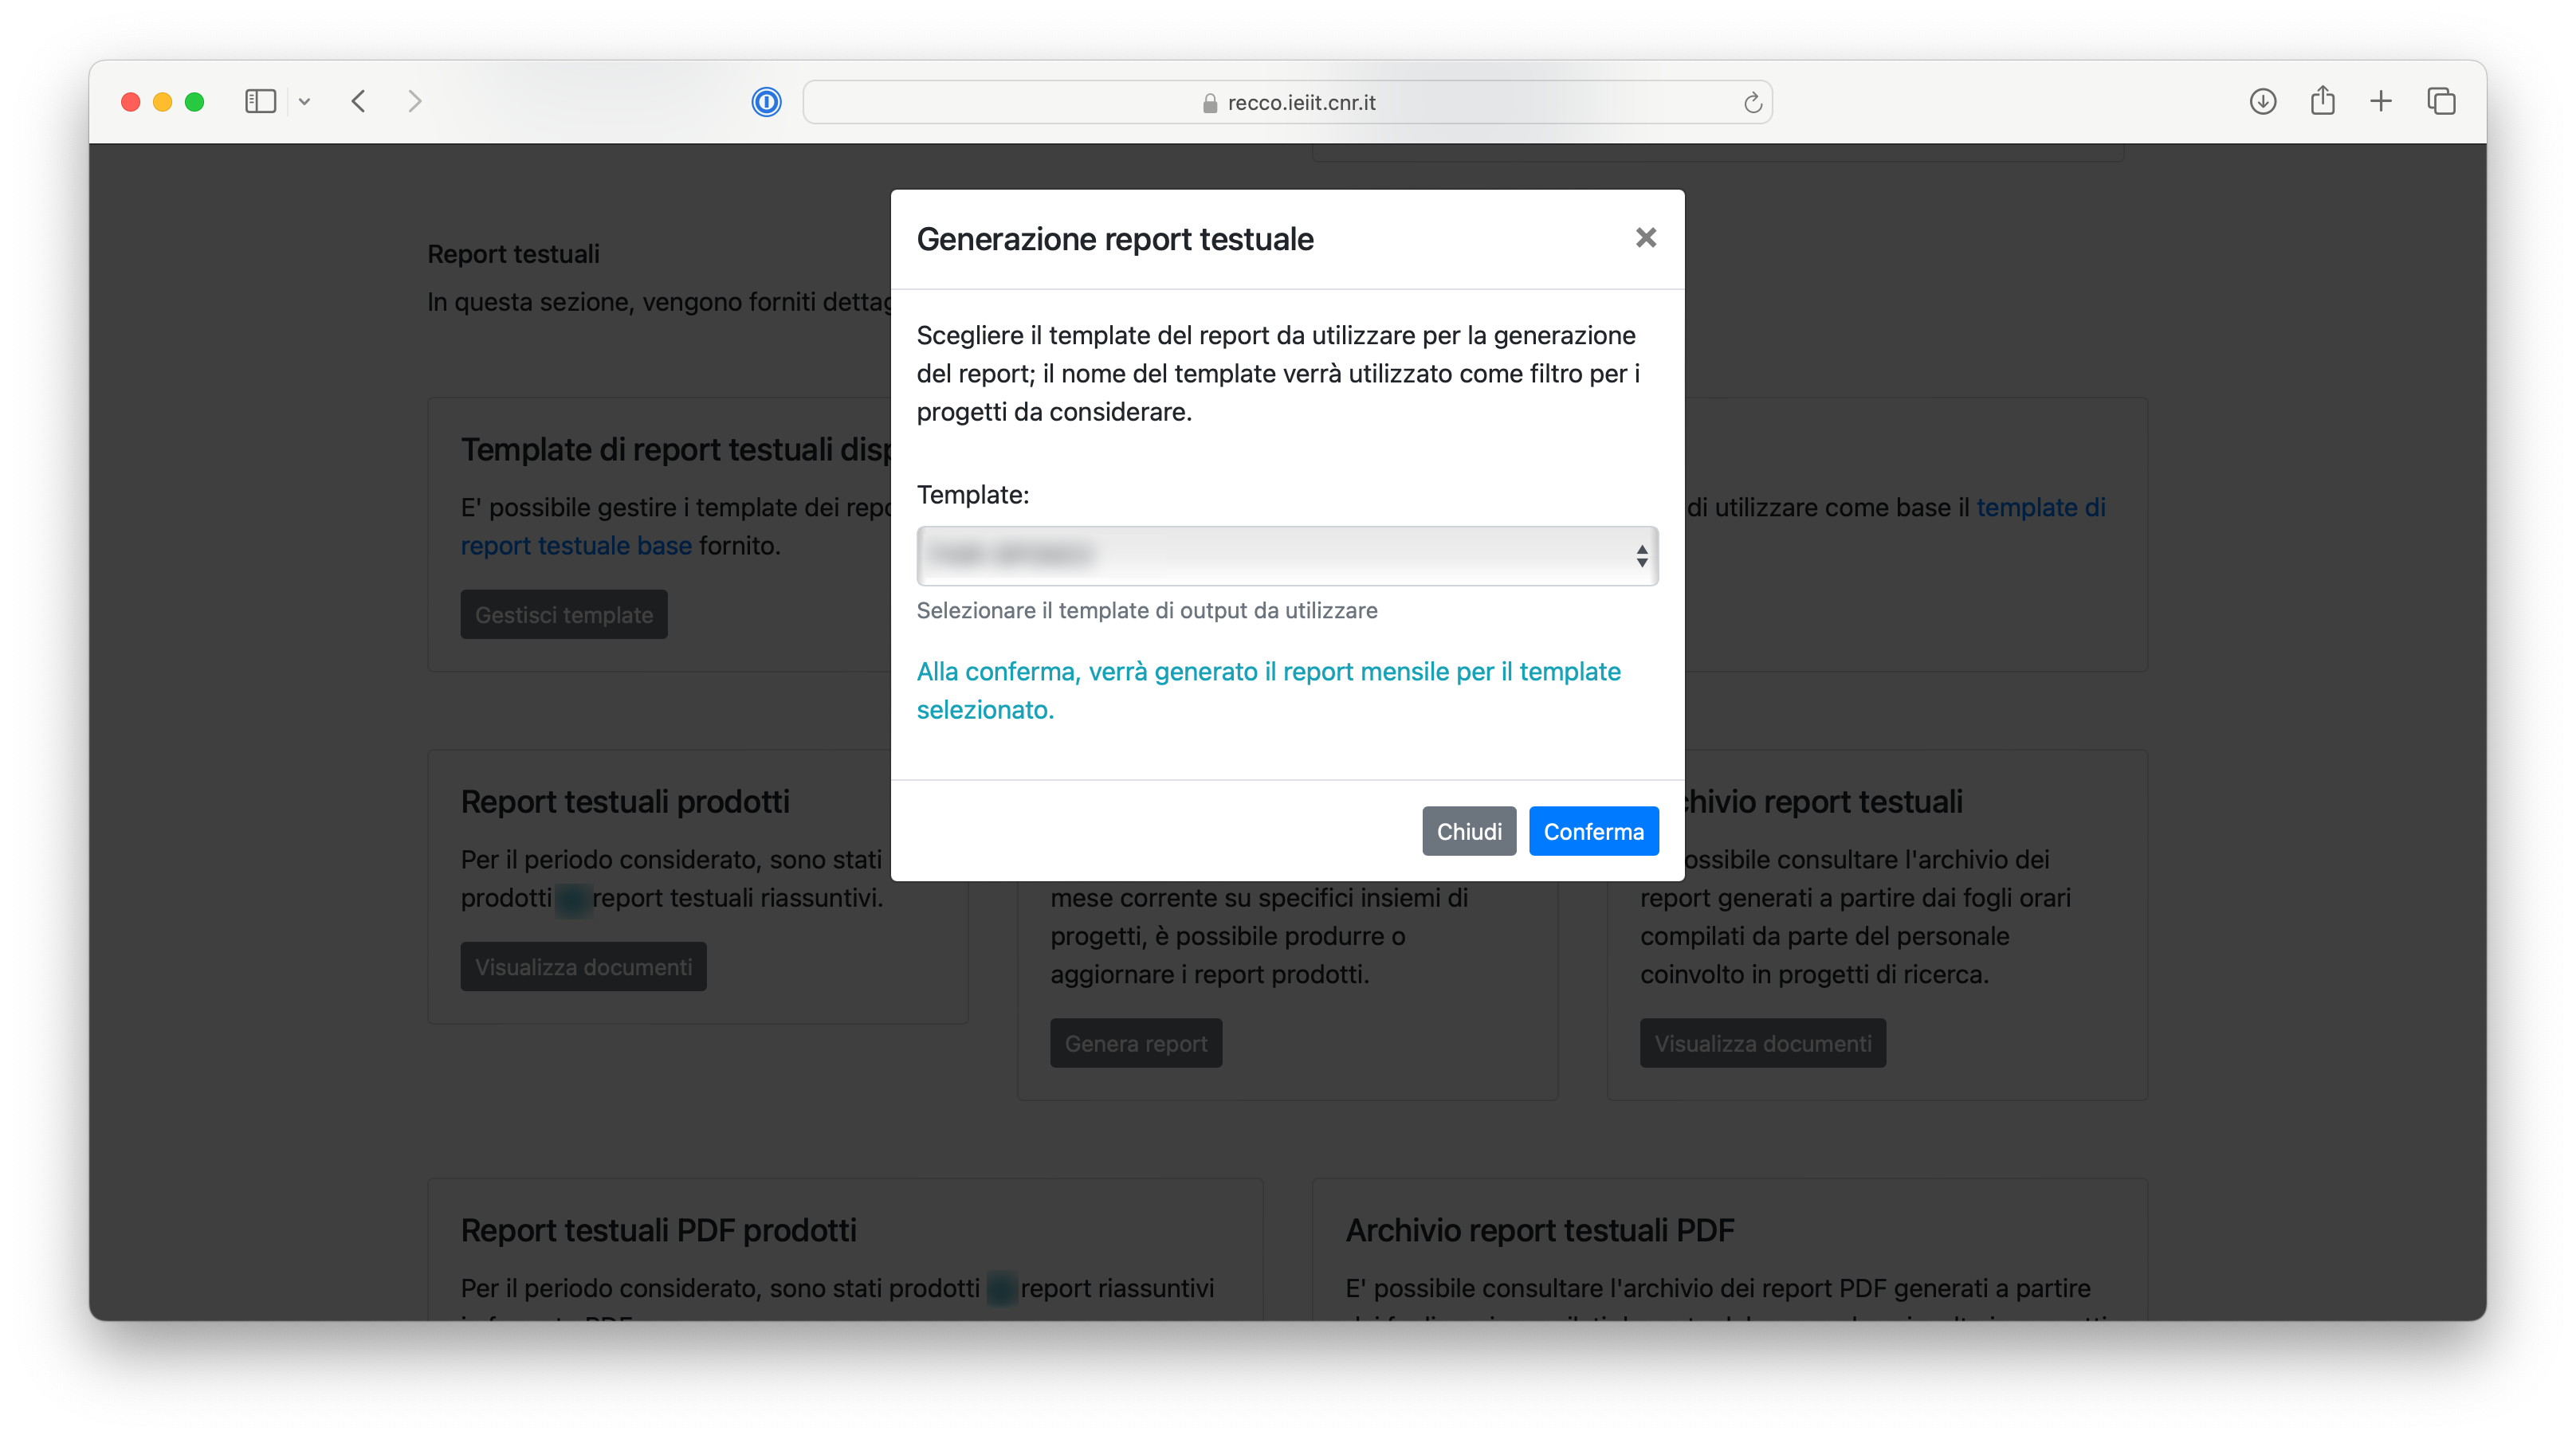 recco.ieiit.cnr.it
Generazione report testuale
Scegliere il template del report da utilizzare per la generazione
del report; il nome del template verrà utilizzato come filtro per i
progetti da considerare.
Template:
Selezionare il template di output da utilizzare
Alla conferma, verrà generato il report mensile per il template
selezionato.
Chiudi
Conferma
Report testuali
In questa sezione, vengono forniti
Template di report testuali
E' possibile gestire i template dei
di utilizzare come base il template di
report testuale base fornito.
Gestisci template
Report testuali prodotti
Per il periodo considerato, sono stati
prodotti report testuali riassuntivi.
Visualizza documenti
mese corrente su specifici insiemi di
progetti, è possibile produrre o
aggiornare i report prodotti.
Genera report
chivio report testuali
ossibile consultare l'archivio dei
report generati a partire dai fogli orari
compilati da parte del personale
coinvolto in progetti di ricerca.
Visualizza documenti
Report testuali PDF prodotti
Per il periodo considerato, sono stati prodotti report riassuntivi
Archivio report testuali PDF
E' possibile consultare l'archivio dei report PDF generati a partire